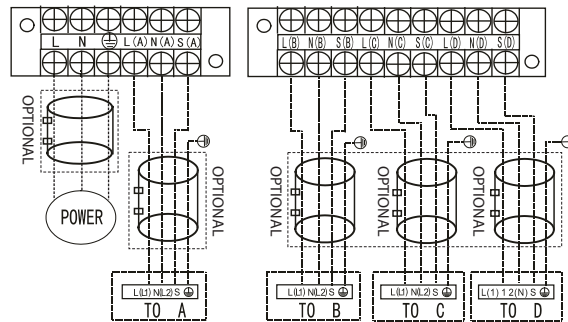 L N L(A) N(A) S(A)
L(B) N(B) S(B) L(C) N(C) S(C) L(D) N(D) S(D)
OPTIONAL
OPTIONAL
OPTIONAL
OPTIONAL
OPTIONAL
OPTIONAL
POWER
L(L1) N(L2) S
TO A
L(L1) N(L2) S
TO B
L(L1) N(L2) S
TO C
L(1) 1 2(N) S
TO D